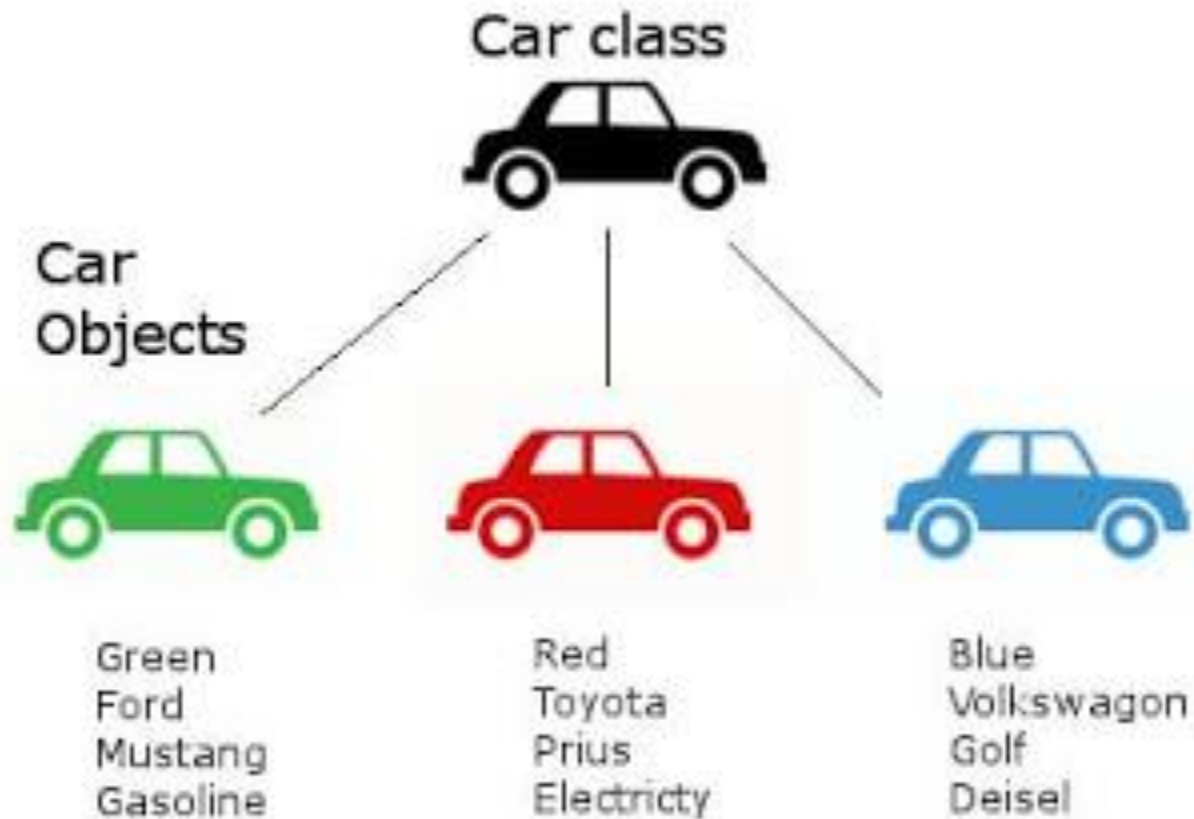 Car class
Car
Objects
Green
Ford
Mustang
Gasoline
Red
Toyota
Prius
Electricty
Blue
Volkswagon
Golf
Deisel